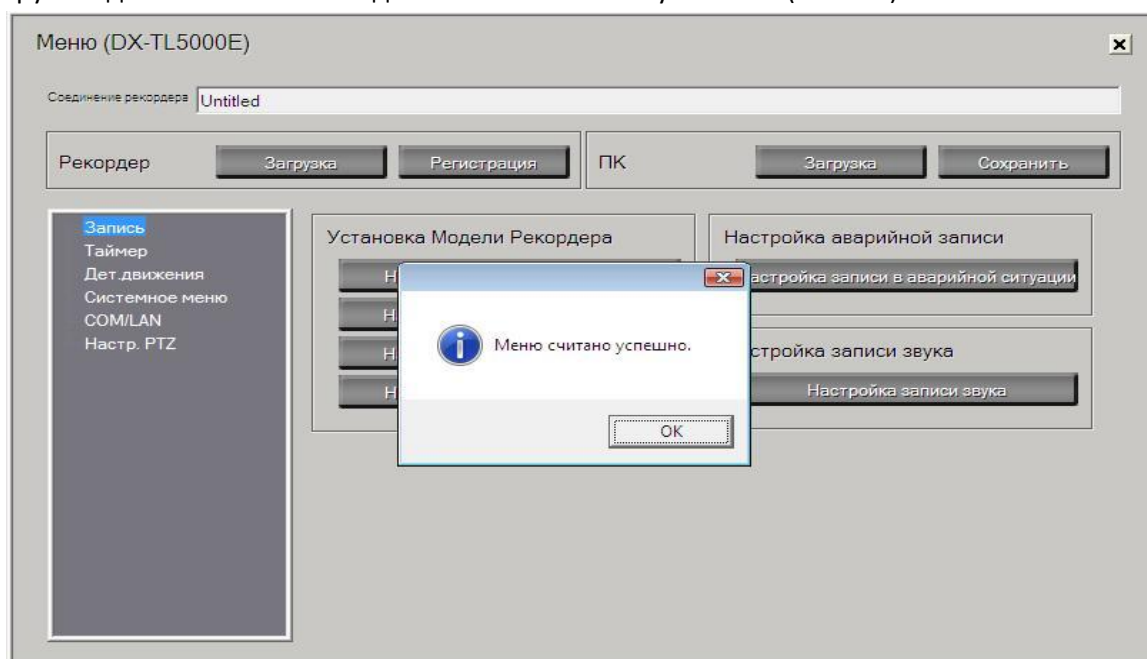 Меню (DX-TL5000E)
Соединение рекордера Untitled
Рекордер Загрузка Регистрация ПК Загрузка Сохранить
Запись
Таймер
Дет.движения
Системное меню
COM/LAN
Настр. PTZ
Установка Модели Рекордера
Настройка аварийной записи
астройка записи в аварийной ситуации
стройка записи звука
Настройка записи звука
Меню считано успешно.
OK